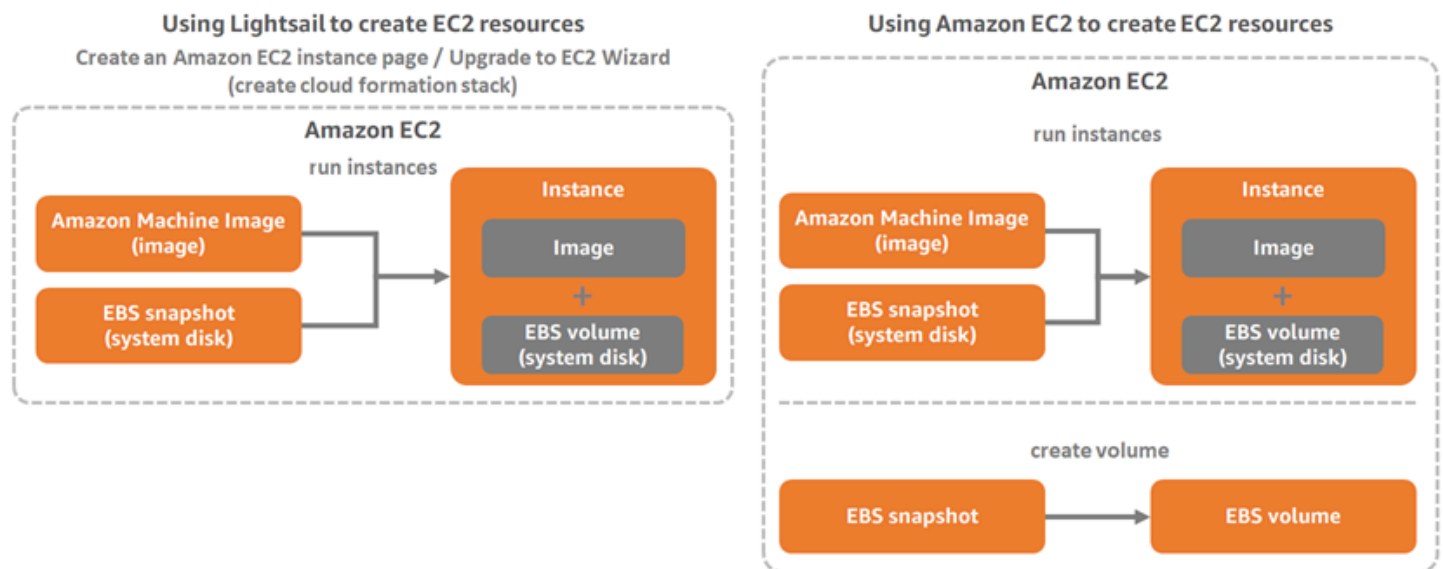 Using Lightsail to create EC2 resources
Create an Amazon EC2 instance page / Upgrade to EC2 Wizard
(create cloud formation stack)
Amazon EC2
run instances
Amazon Machine Image
(image)
EBS snapshot
(system disk)
Instance
Image
+
EBS volume
(system disk)
Using Amazon EC2 to create EC2 resources
Amazon EC2
run instances
Amazon Machine Image
(image)
EBS snapshot
(system disk)
Instance
Image
+
EBS volume
(system disk)
create volume
EBS snapshot
EBS volume